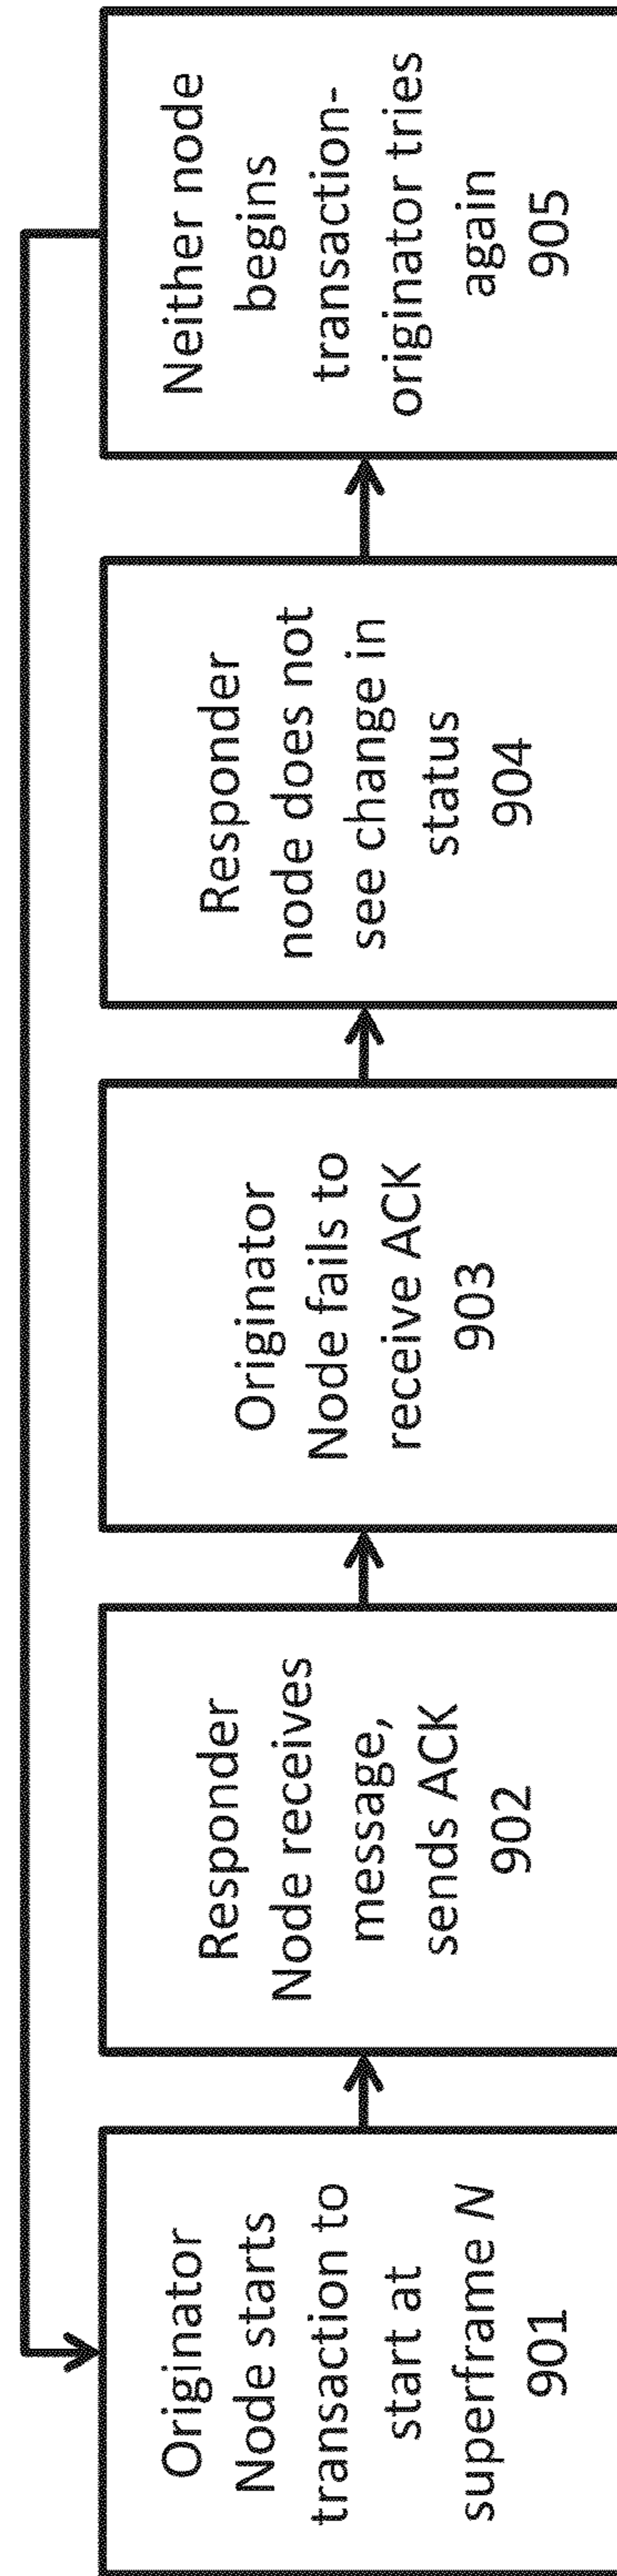 Originator
Node starts
transaction to
start at
superframe N
901
Responder
Node receives
message,
sends ACK
902
Originator
Node fails to
receive ACK
903
Responder
node does not
see change in
status
904
Neither node
begins
transaction-
originator tries
again
905